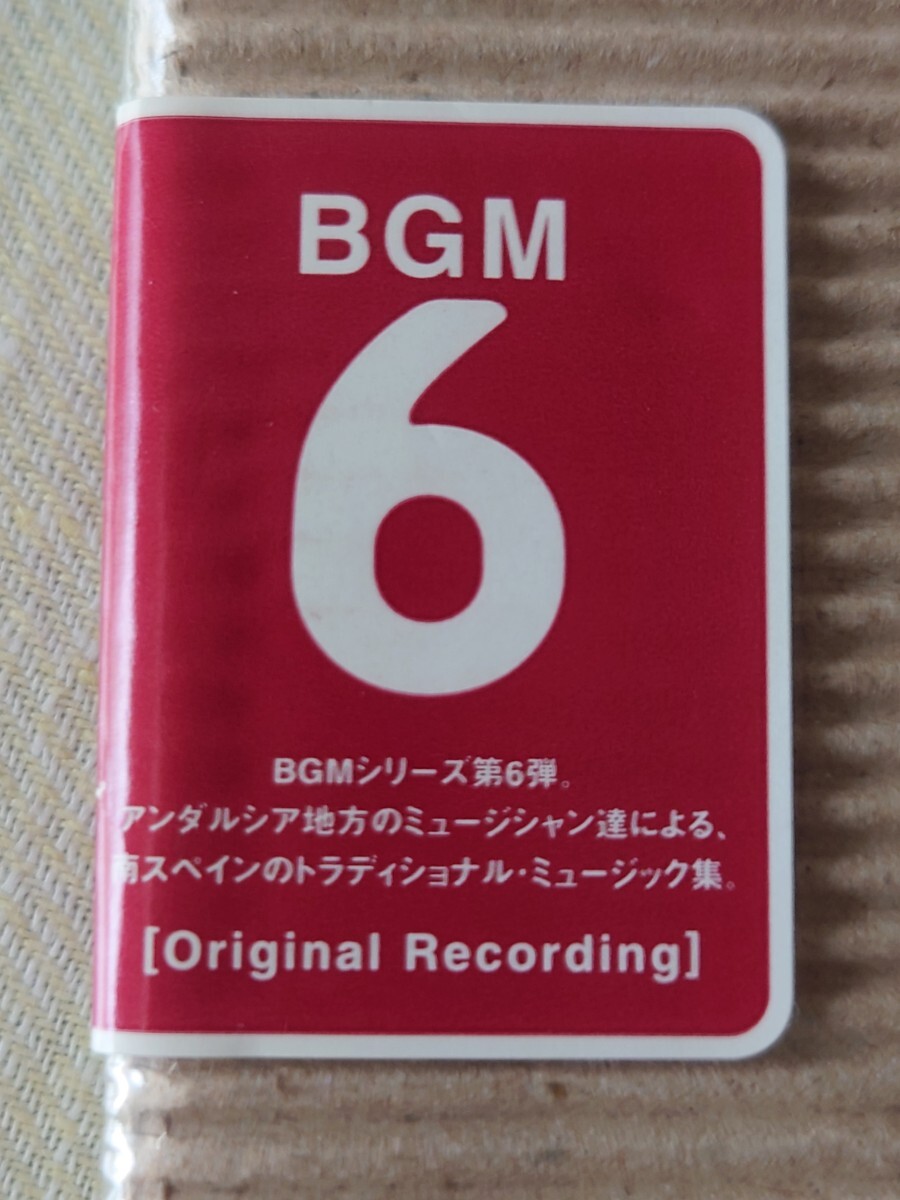 BGM
6
BGMシリーズ第6弾。
アンダルシア地方のミュージシャン達による、
南スペインのトラディショナル・ミュージック集。
[Original Recording]